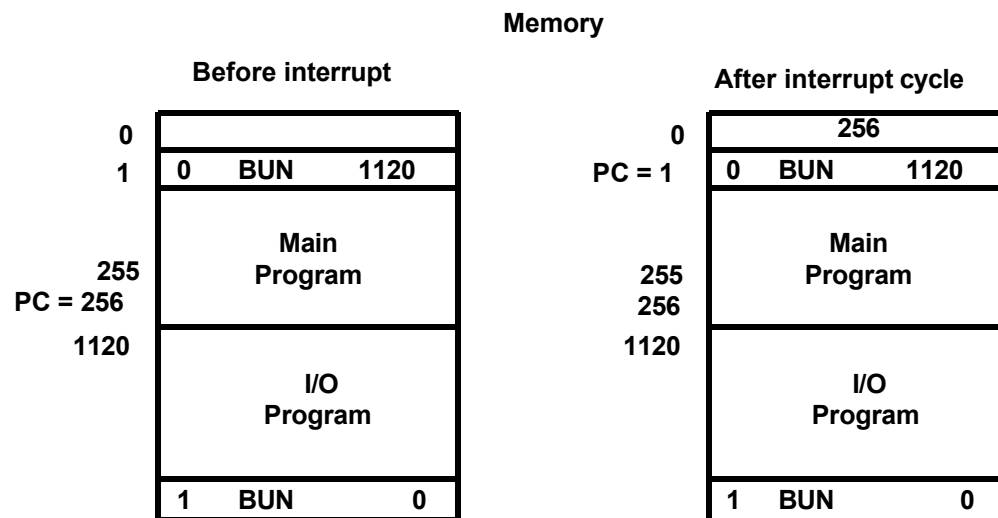 Memory
Before interrupt
0
1
0 BUN 1120
Main
Program
255
PC = 256
1120
I/O
Program
1 BUN 0
After interrupt cycle
0
256
PC = 1
0 BUN 1120
Main
Program
255
256
1120
I/O
Program
1 BUN 0